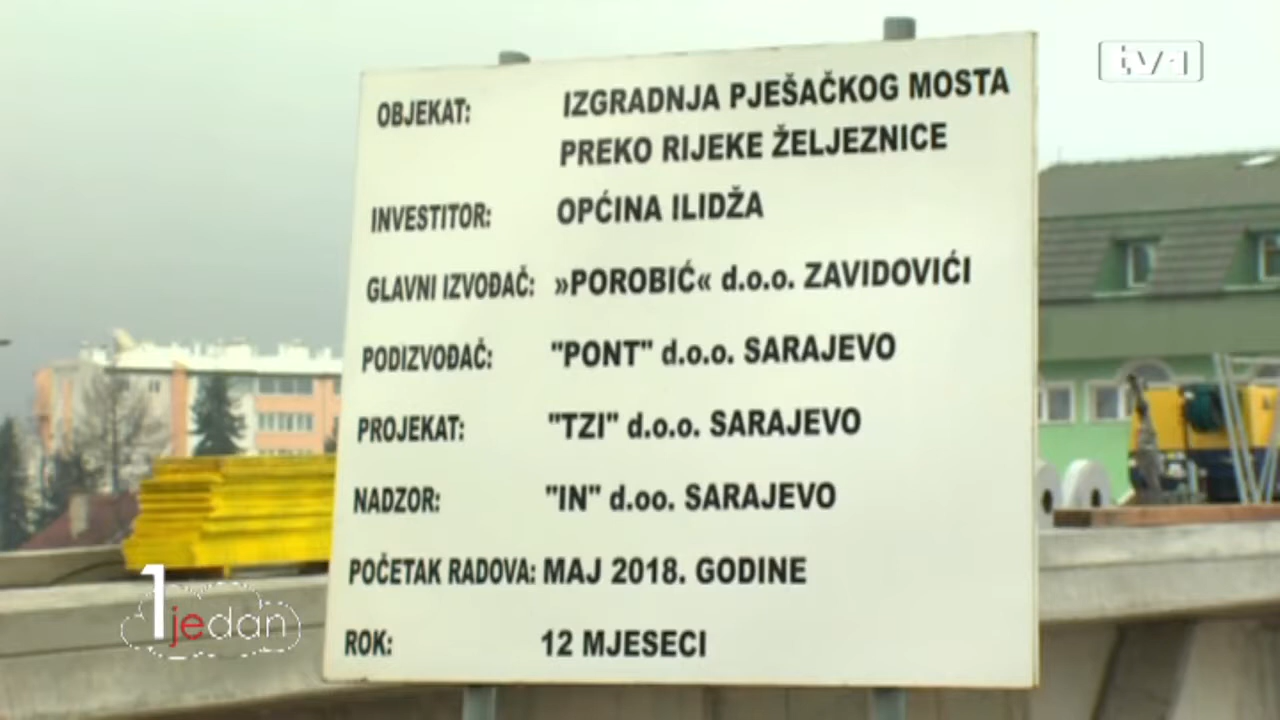 tv1
OBJEKAT: IZGRADNJA PJEŠAČKOG MOSTA
PREKO RIJEKE ŽELJEZNICE
INVESTITOR: OPĆINA ILIDŽA
GLAVNI IZVOĐAČ: »POROBIĆ« d.o.o. ZAVIDOVIĆI
PODIZVOĐAČ: "PONT" d.o.o. SARAJEVO
PROJEKAT: "TZI" d.o.o. SARAJEVO
NADZOR: "IN" d.oo. SARAJEVO
POČETAK RADOVA: MAJ 2018. GODINE
ROK: 12 MJESECI
1jedan